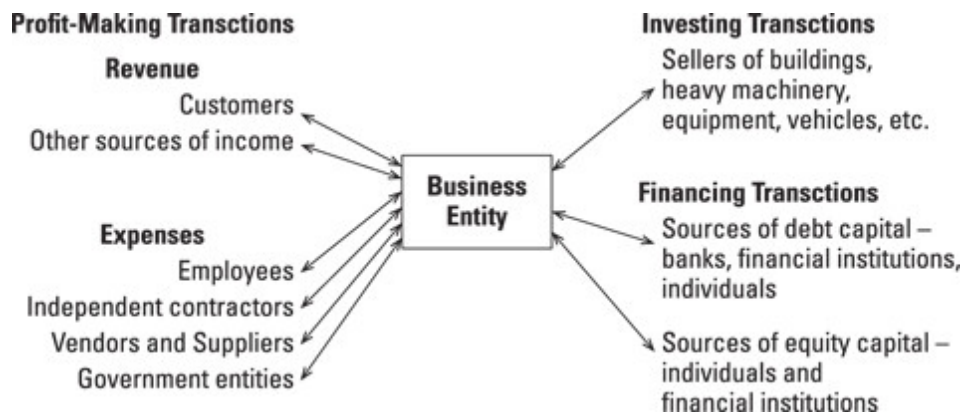 Profit-Making Transctions
Revenue
Customers
Other sources of income
Expenses
Employees
Independent contractors
Vendors and Suppliers
Government entities
Business
Entity
Investing Transctions
Sellers of buildings,
heavy machinery,
equipment, vehicles, etc.
Financing Transctions
Sources of debt capital –
banks, financial institutions,
individuals
Sources of equity capital –
individuals and
financial institutions